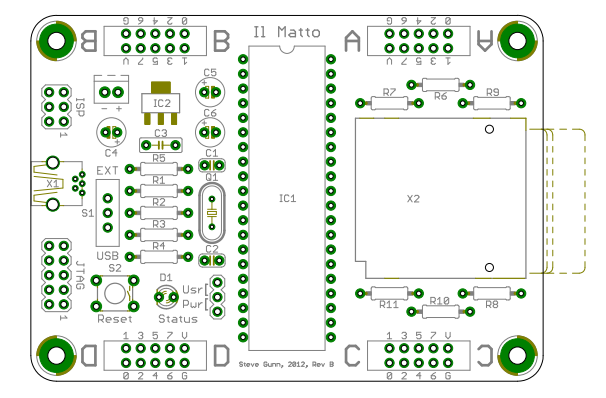 G 6 4 2 0
B B Il Matto A A
V 7 5 3 1
G 6 4 2 0
V 7 5 3 1
C5
R7 R6 R9
ISP
1
- +
IC2
+
C6
C4
C3
C1
R5
EXT
X1
R1
Q1
S1
R2
IC1
X2
R3
USB
R4
C2
JTAG
1
S2
Reset
D1
Status
Usr[
Pwr[
R11 R10 R8
1 3 5 7 V
D D Steve Gunn, 2012, Rev B C C
0 2 4 6 G
1 3 5 7 V
0 2 4 6 G